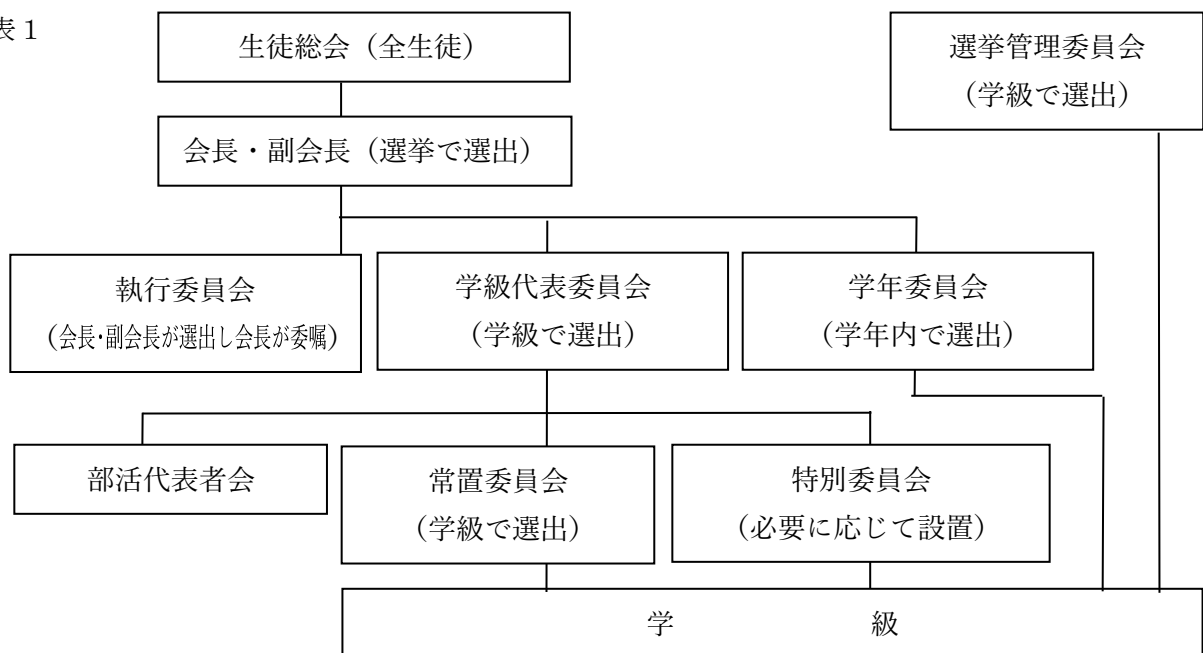 表１
生徒総会（全生徒）
選挙管理委員会
（学級で選出）
会長・副会長（選挙で選出）
執行委員会
（会長・副会長が選出し会長が委嘱）
学級代表委員会
（学級で選出）
学年委員会
（学年内で選出）
部活代表者会
常置委員会
（学級で選出）
特別委員会
（必要に応じて設置）
学　　　　　級